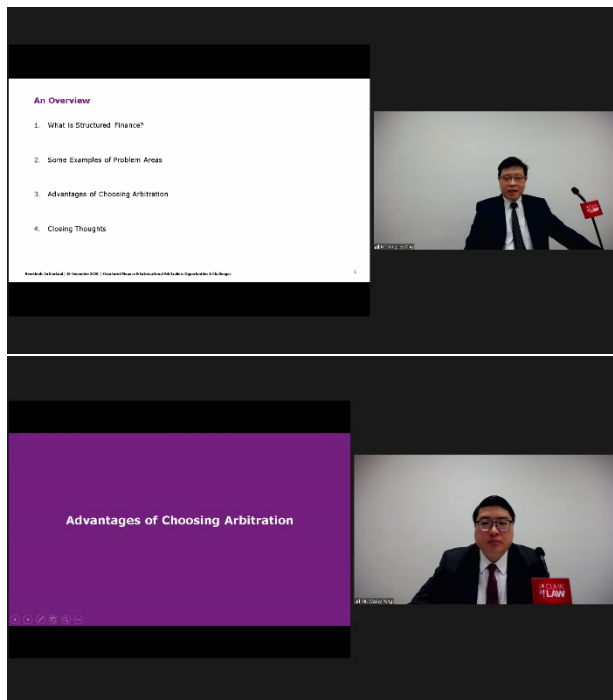 An Overview
1. What is Structured Finance?
2. Some Examples of Problem Areas
3. Advantages of Choosing Arbitration
4. Closing Thoughts
LAW
Advantages of Choosing Arbitration
CUHK
LAW